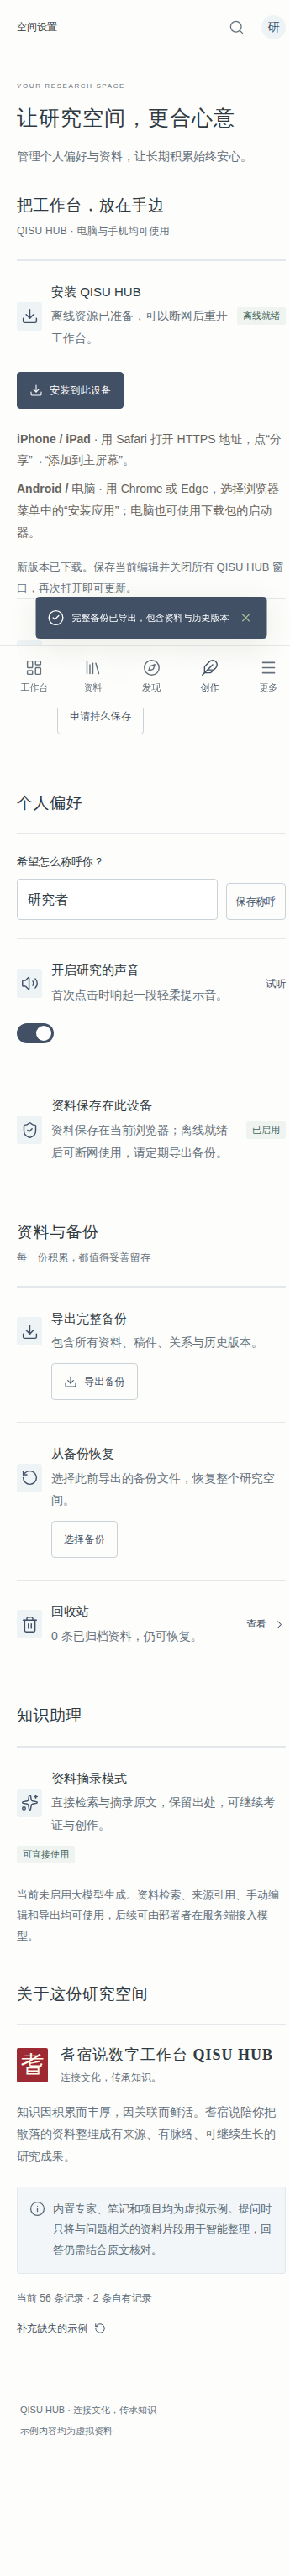 空间设置
研
YOUR RESEARCH SPACE
让研究空间，更合心意
管理个人偏好与资料，让长期积累始终安心。
把工作台，放在手边
QISU HUB · 电脑与手机均可使用
安装 QISU HUB
离线资源已准备，可以断网后重开
工作台。
离线就绪
安装到此设备
iPhone / iPad · 用 Safari 打开 HTTPS 地址，点“分
享”→“添加到主屏幕”。
Android / 电脑 · 用 Chrome 或 Edge，选择浏览器
菜单中的“安装应用”；电脑也可使用下载包的启动
器。
新版本已下载。保存当前编辑并关闭所有 QISU HUB 窗
口，再次打开即可更新。
完整备份已导出，包含资料与历史版本
工作台
资料
发现
创作
更多
申请持久保存
个人偏好
希望怎么称呼你？
研究者
保存称呼
开启研究的声音
首次点击时响起一段轻柔提示音。
试听
资料保存在此设备
资料保存在当前浏览器；离线就绪
后可断网使用，请定期导出备份。
已启用
资料与备份
每一份积累，都值得妥善留存
导出完整备份
包含所有资料、稿件、关系与历史版本。
导出备份
从备份恢复
选择此前导出的备份文件，恢复整个研究空
间。
选择备份
回收站
0 条已归档资料，仍可恢复。
查看
知识助理
资料摘录模式
直接检索与摘录原文，保留出处，可继续考
证与创作。
可直接使用
当前未启用大模型生成。资料检索、来源引用、手动编
辑和导出均可使用，后续可由部署者在服务端接入模
型。
关于这份研究空间
耆
耆宿说数字工作台 QISU HUB
连接文化，传承知识。
知识因积累而丰厚，因关联而鲜活。耆宿说陪你把
散落的资料整理成有来源、有脉络、可继续生长的
研究成果。
内置专家、笔记和项目均为虚拟示例。提问时
只将与问题相关的资料片段用于智能整理，回
答仍需结合原文核对。
当前 56 条记录 · 2 条自有记录
补充缺失的示例
QISU HUB · 连接文化，传承知识
示例内容均为虚拟资料